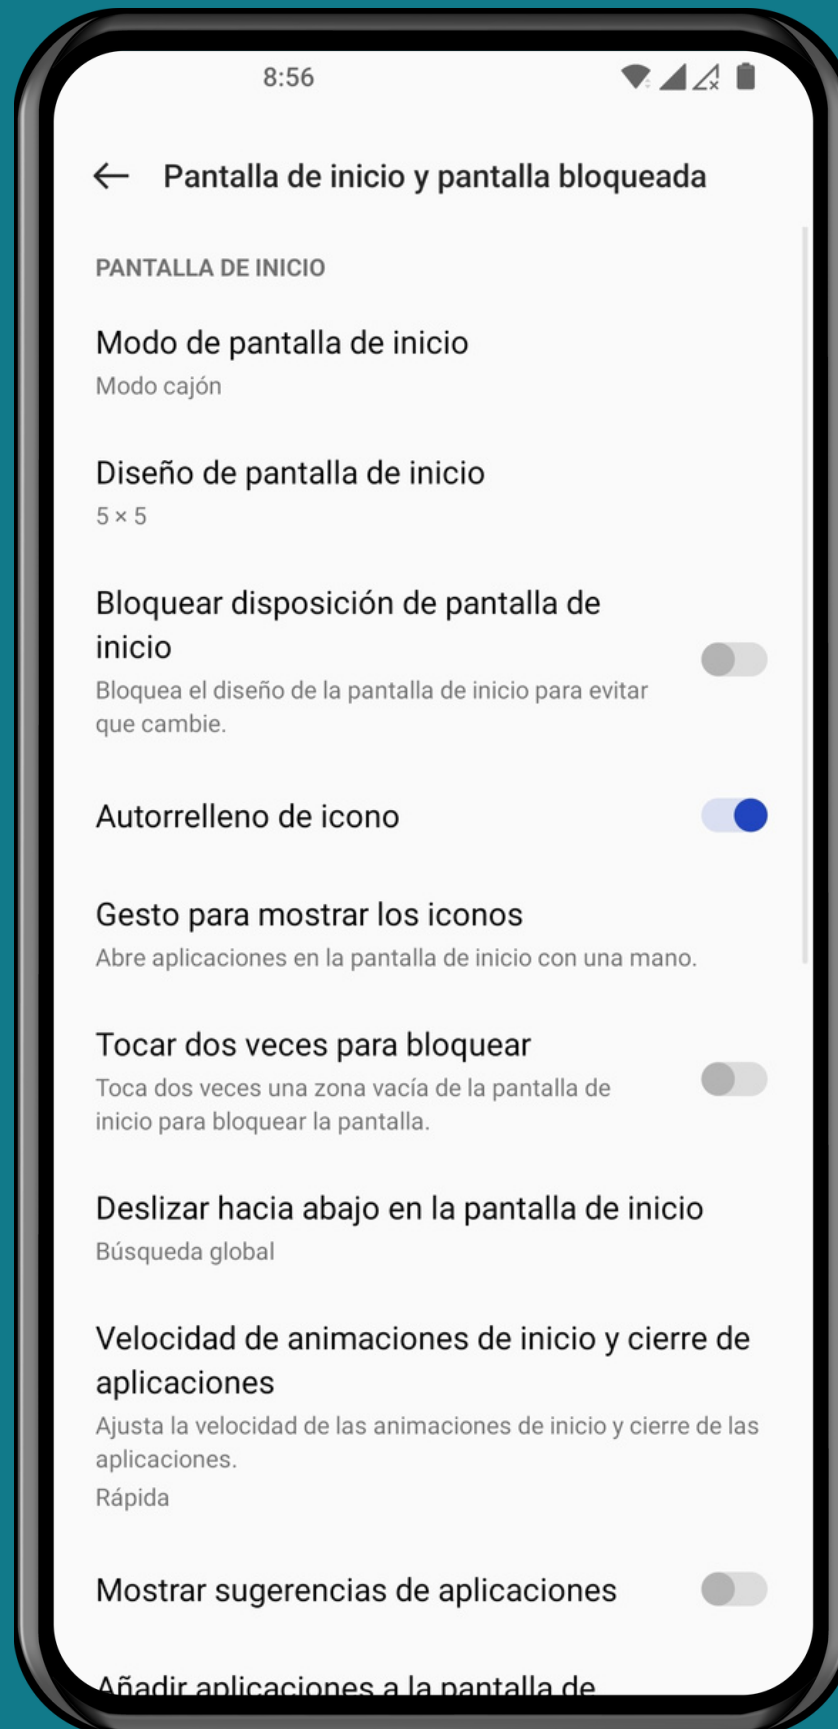 8:56
Pantalla de inicio y pantalla bloqueada
PANTALLA DE INICIO
Modo de pantalla de inicio
Modo cajón
Diseño de pantalla de inicio
5 × 5
Bloquear disposición de pantalla de
inicio
Bloquea el diseño de la pantalla de inicio para evitar
que cambie.
Autorrelleno de icono
Gesto para mostrar los iconos
Abre aplicaciones en la pantalla de inicio con una mano.
Tocar dos veces para bloquear
Toca dos veces una zona vacía de la pantalla de
inicio para bloquear la pantalla.
Deslizar hacia abajo en la pantalla de inicio
Búsqueda global
Velocidad de animaciones de inicio y cierre de
aplicaciones
Ajusta la velocidad de las animaciones de inicio y cierre de las
aplicaciones.
Rápida
Mostrar sugerencias de aplicaciones
Añadir aplicaciones a la pantalla de